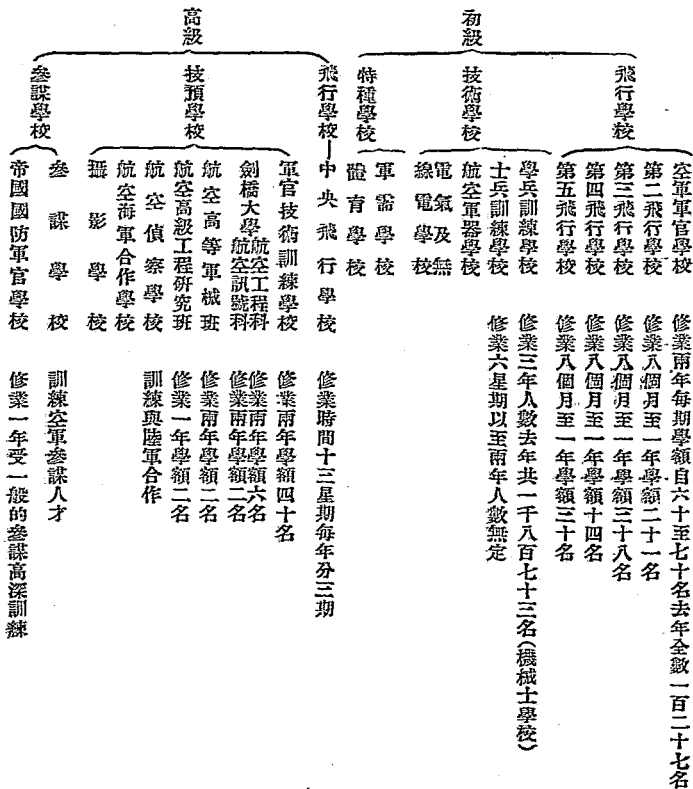 初級
飛行學校
空軍軍官學校 修業兩年每期學額自六十至七十名去年全數一百二十七名
第二飛行學校 修業八個月至一年學額二十一名
第三飛行學校 修業八個月至一年學額三十八名
第四飛行學校 修業八個月至一年學額十四名
第五飛行學校 修業八個月至一年學額三十名
技術學校
學兵訓練學校 修業三年人數去年共一千八百七十三名(機械士學校)
士兵訓練學校 修業六星期以至兩年人數無定
航空軍器學校
電氣及無
線電學校
特種學校
軍需學校
體育學校
高級
飛行學校—中央飛行學校 修業時間十三星期每年分三期
技預學校
軍官技術訓練學校 修業兩年學額四十名
劍橋大學
航空工程科 修業兩年學額六名
航空訊號科 修業兩年學額二名
航空高等軍械班 修業兩年學額二名
航空高級工程研究班 修業一年學額二名
航空偵察學校 訓練與陸軍合作
航空海軍合作學校
攝影學校
參謀學校
參謀學校 訓練空軍參謀人才
帝國國防軍官學校 修業一年受一般的參謀高深訓練